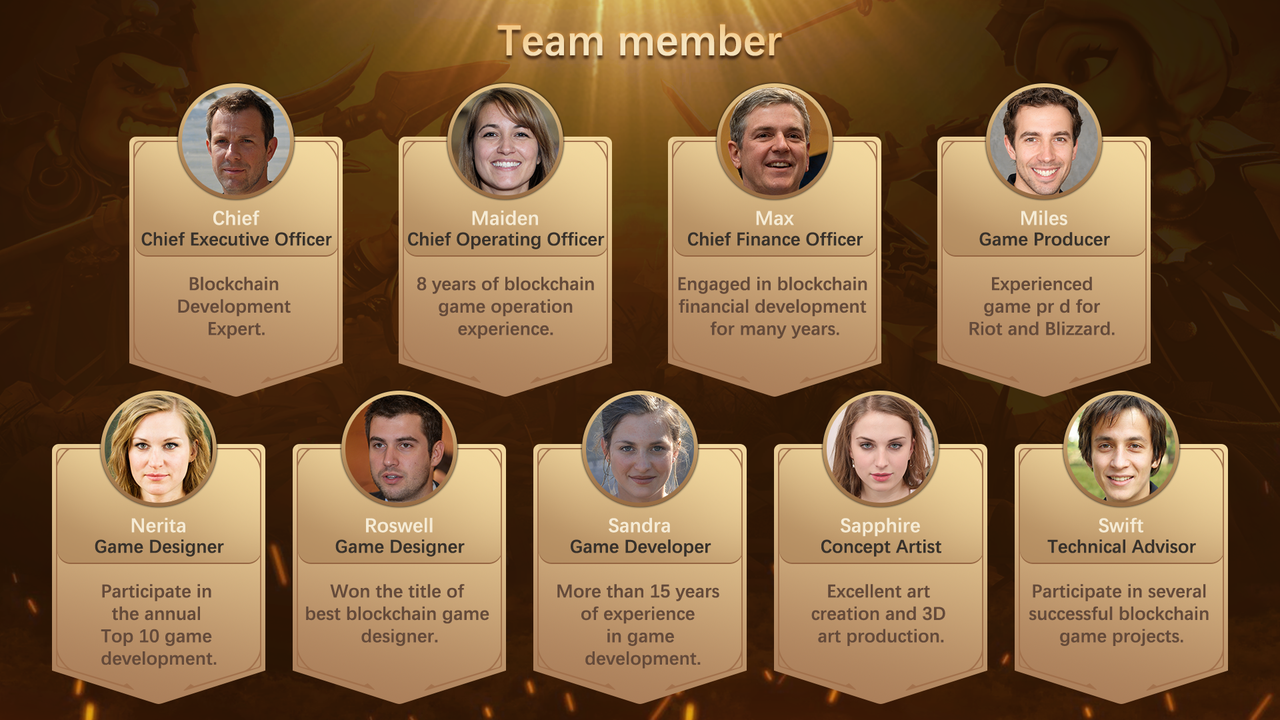 Team member
Chief
Chief Executive Officer
Blockchain
Development
Expert.
Maiden
Chief Operating Officer
8 years of blockchain
game operation
experience.
Max
Chief Finance Officer
Engaged in blockchain
financial development
for many years.
Miles
Game Producer
Experienced
game pr d for
Riot and Blizzard.
Nerita
Game Designer
Participate in
the annual
Top 10 game
development.
Roswell
Game Designer
Won the title of
best blockchain game
designer.
Sandra
Game Developer
More than 15 years
of experience
in game
development.
Sapphire
Concept Artist
Excellent art
creation and 3D
art production.
Swift
Technical Advisor
Participate in several
successful blockchain
game projects.